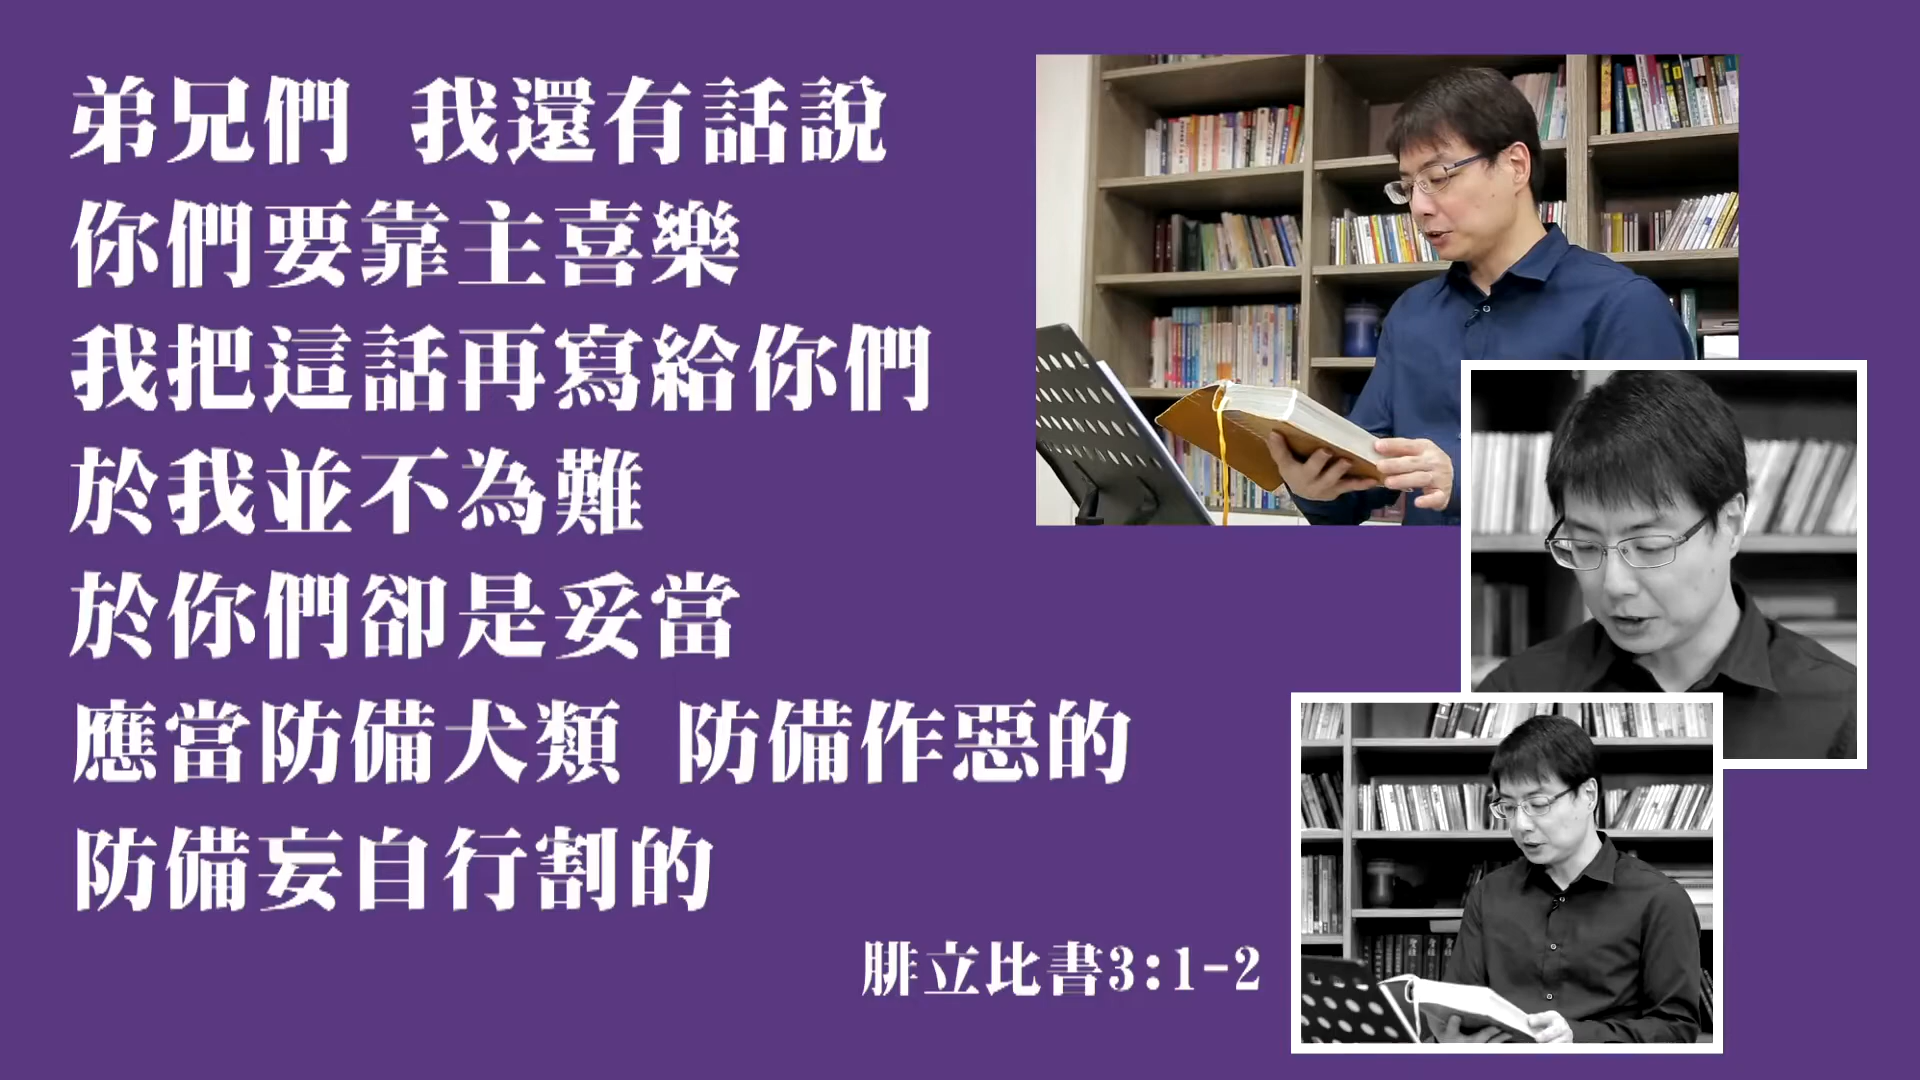 弟兄們 我還有話說
你們要靠主喜樂
我把這話再寫給你們
於我並不為難
於你們卻是妥當
應當防備犬類 防備作惡的
防備妄自行割的
腓立比書3:1-2